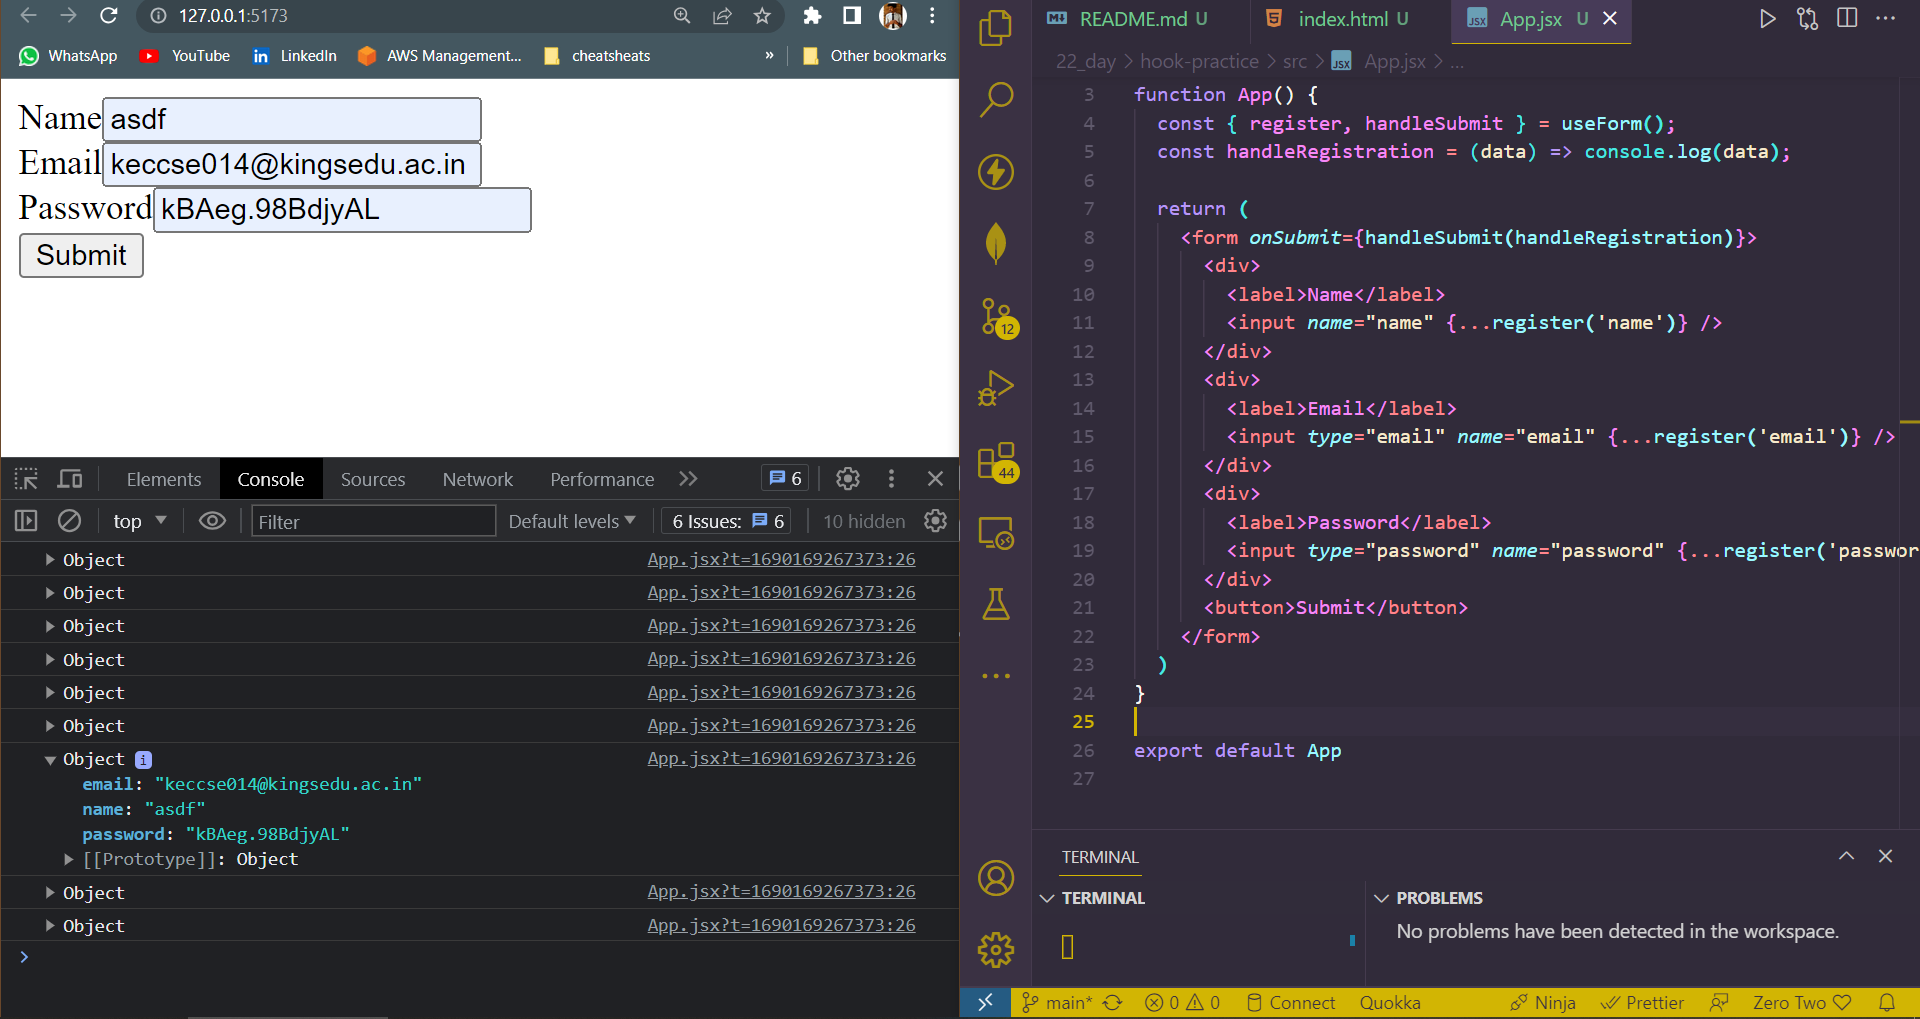 127.0.0.1:5173
WhatsApp YouTube LinkedIn AWS Management... cheatsheats » Other bookmarks
Name asdf
Email keccse014@kingsedu.ac.in
Password kBAeg.98BdjyAL
Submit
Elements Console Sources Network Performance 6
top Filter Default levels 6 Issues: 6 10 hidden
Object App.jsx?t=1690169267373:26
Object App.jsx?t=1690169267373:26
Object App.jsx?t=1690169267373:26
Object App.jsx?t=1690169267373:26
Object App.jsx?t=1690169267373:26
Object App.jsx?t=1690169267373:26
Object i App.jsx?t=1690169267373:26
email: "keccse014@kingsedu.ac.in"
name: "asdf"
password: "kBAeg.98BdjyAL"
[[Prototype]]: Object
Object App.jsx?t=1690169267373:26
Object App.jsx?t=1690169267373:26
README.md U index.html U JSX App.jsx U
22_day > hook-practice > src > JSX App.jsx > ...
12
44
3 function App() {
4 const { register, handleSubmit } = useForm();
5 const handleRegistration = (data) => console.log(data);
6
7 return (
8 <form onSubmit={handleSubmit(handleRegistration)}>
9 <div>
10 <label>Name</label>
11 <input name="name" {...register('name')} />
12 </div>
13 <div>
14 <label>Email</label>
15 <input type="email" name="email" {...register('email')} />
16 </div>
17 <div>
18 <label>Password</label>
19 <input type="password" name="password" {...register('passwor
20 </div>
21 <button>Submit</button>
22 </form>
23 )
24 }
25
26 export default App
27
TERMINAL
TERMINAL
PROBLEMS
No problems have been detected in the workspace.
main* 0 0 Connect Quokka Ninja Prettier Zero Two